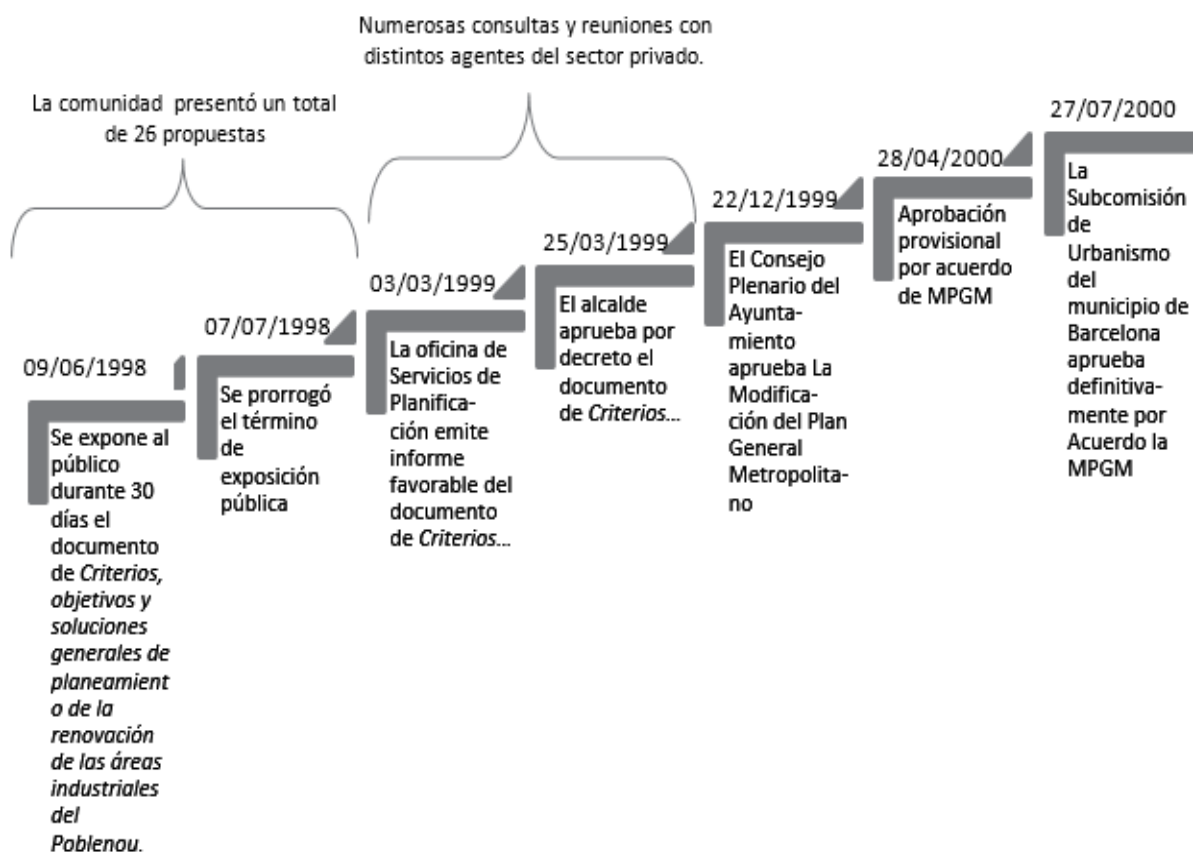 Numerosas consultas y reuniones con
distintos agentes del sector privado.
La comunidad presentó un total
de 26 propuestas
09/06/1998
Se expone al
público
durante 30
días el
documento
de Criterios,
objetivos y
soluciones
generales de
planeamient
o de la
renovación
de las áreas
industriales
del
Poblenou.
07/07/1998
Se prorrogó
el término
de
exposición
pública
03/03/1999
La oficina de
Servicios de
Planifica-
ción emite
informe
favorable del
documento
de Criterios...
25/03/1999
El alcalde
aprueba por
decreto el
documento
de Criterios...
22/12/1999
El Consejo
Plenario del
Ayunta-
miento
aprueba La
Modifica-
ción del Plan
General
Metropolita-
no
28/04/2000
Aprobación
provisional
por acuerdo
de MPGM
27/07/2000
La
Subcomisión
de
Urbanismo
del
municipio de
Barcelona
aprueba
definitiva-
mente por
Acuerdo la
MPGM